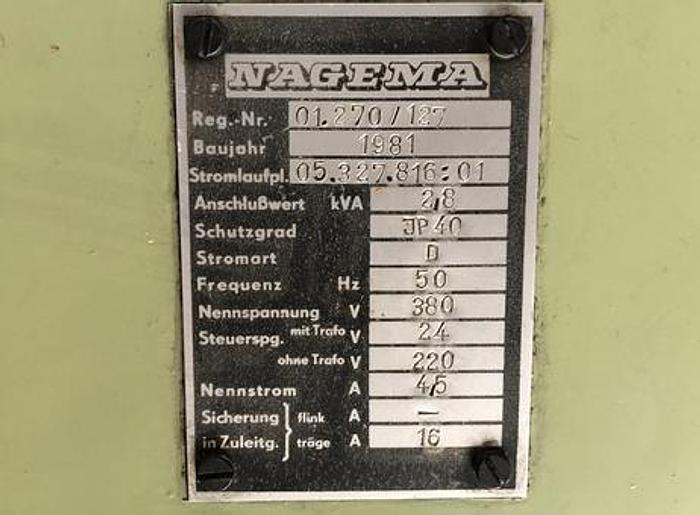 F NAGEMA
Reg.-Nr. 01.270/127
Baujahr 1981
Stromlaufpl. 05.327.816:01
Anschlußwert kVA 2,8
Schutzgrad JP40
Stromart D
Frequenz Hz 50
Nennspannung V 380
Steuerspg. mit Trafo V 24
ohne Trafo V 220
Nennstrom A 4,5
Sicherung } flink A —
in Zuleitg. } träge A 16